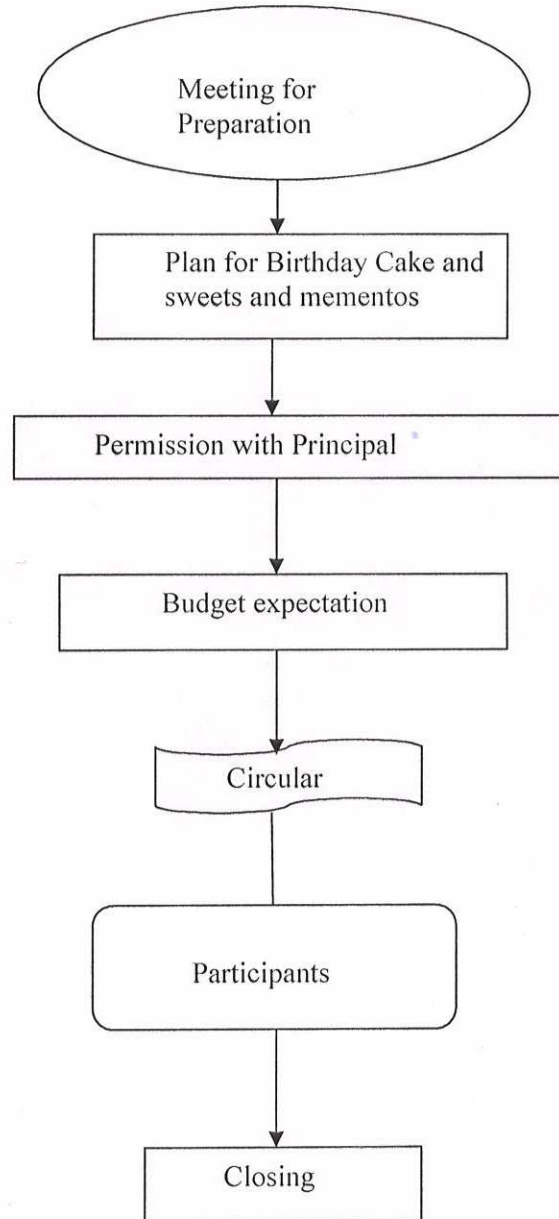 Meeting for
Preparation
Plan for Birthday Cake and
sweets and mementos
Permission with Principal
Budget expectation
Circular
Participants
Closing